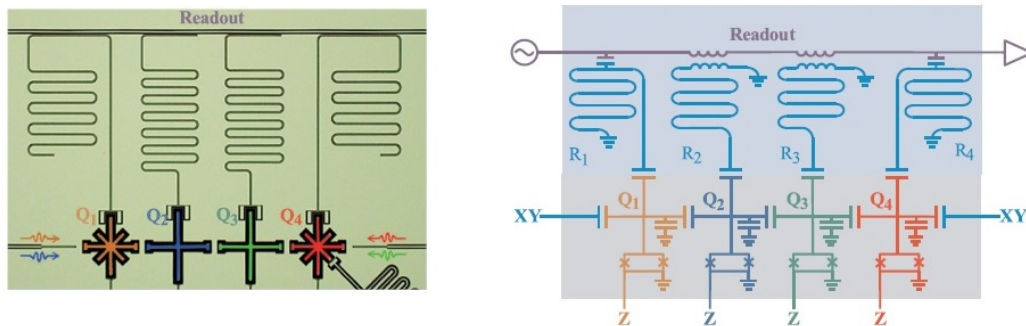 Readout
Q1 Q2 Q3 Q4
Readout
R1 R2 R3 R4
Q1 Q2 Q3 Q4
XY XY
Z Z Z Z